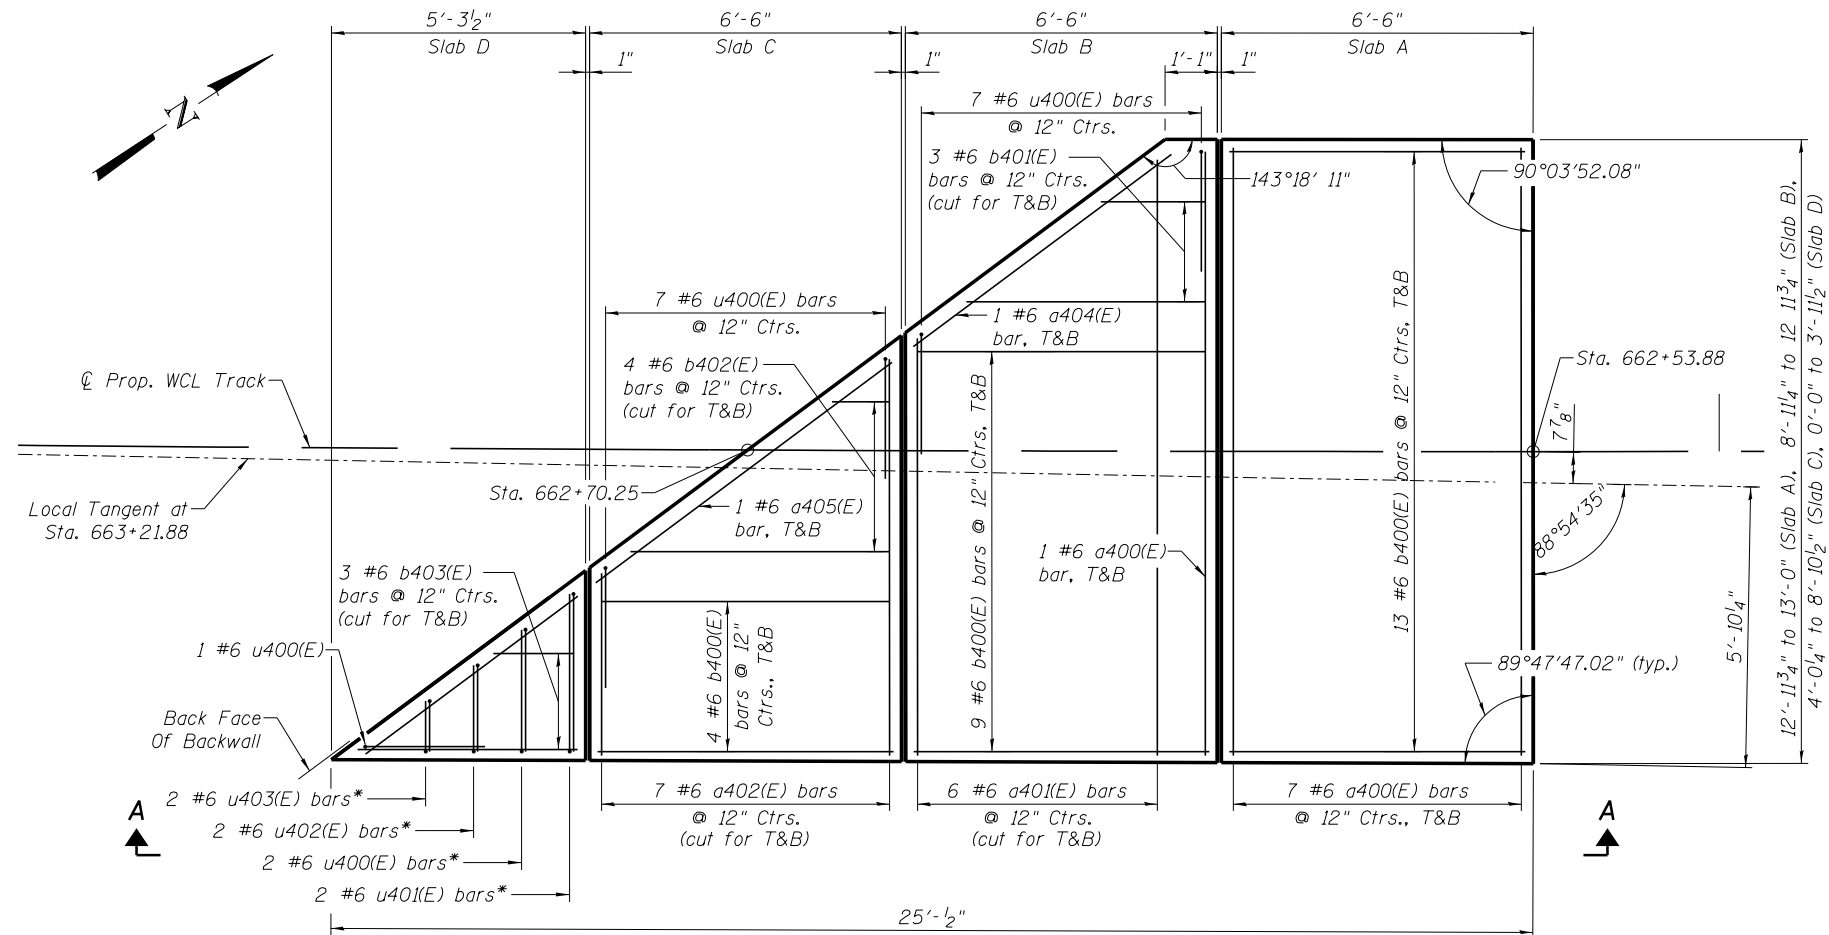 5'-3½" 6'-6" 6'-6" 6'-6"
Slab D Slab C Slab B Slab A
1" 1" 1'-1" 1"
N
7 #6 u400(E) bars
@ 12" Ctrs.
3 #6 b401(E)
bars @ 12" Ctrs.
(cut for T&B)
143°18' 11"
90°03'52.08"
7 #6 u400(E) bars
@ 12" Ctrs.
1 #6 a404(E)
bar, T&B
4 #6 b402(E)
bars @ 12" Ctrs.
(cut for T&B)
℄ Prop. WCL Track
Sta. 662+53.88
7⅞"
Sta. 662+70.25
Local Tangent at
Sta. 663+21.88
1 #6 a405(E)
bar, T&B
9 #6 b400(E) bars @ 12" Ctrs, T&B
13 #6 b400(E) bars @ 12" Ctrs, T&B
88°54'35"
1 #6 a400(E)
bar, T&B
3 #6 b403(E)
bars @ 12" Ctrs.
(cut for T&B)
4 #6 b400(E)
bars @ 12"
Ctrs., T&B
1 #6 u400(E)
89°47'47.02" (typ.)
5'-10¼"
12'-11¾" to 13'-0" (Slab A), 8'-11¼" to 12 11¾" (Slab B),
4'-0¼" to 8'-10½" (Slab C), 0'-0" to 3'-11½" (Slab D)
Back Face
Of Backwall
2 #6 u403(E) bars*
2 #6 u402(E) bars*
2 #6 u400(E) bars*
2 #6 u401(E) bars*
7 #6 a402(E) bars
@ 12" Ctrs.
(cut for T&B)
6 #6 a401(E) bars
@ 12" Ctrs.
(cut for T&B)
7 #6 a400(E) bars
@ 12" Ctrs., T&B
A A
25'-½"